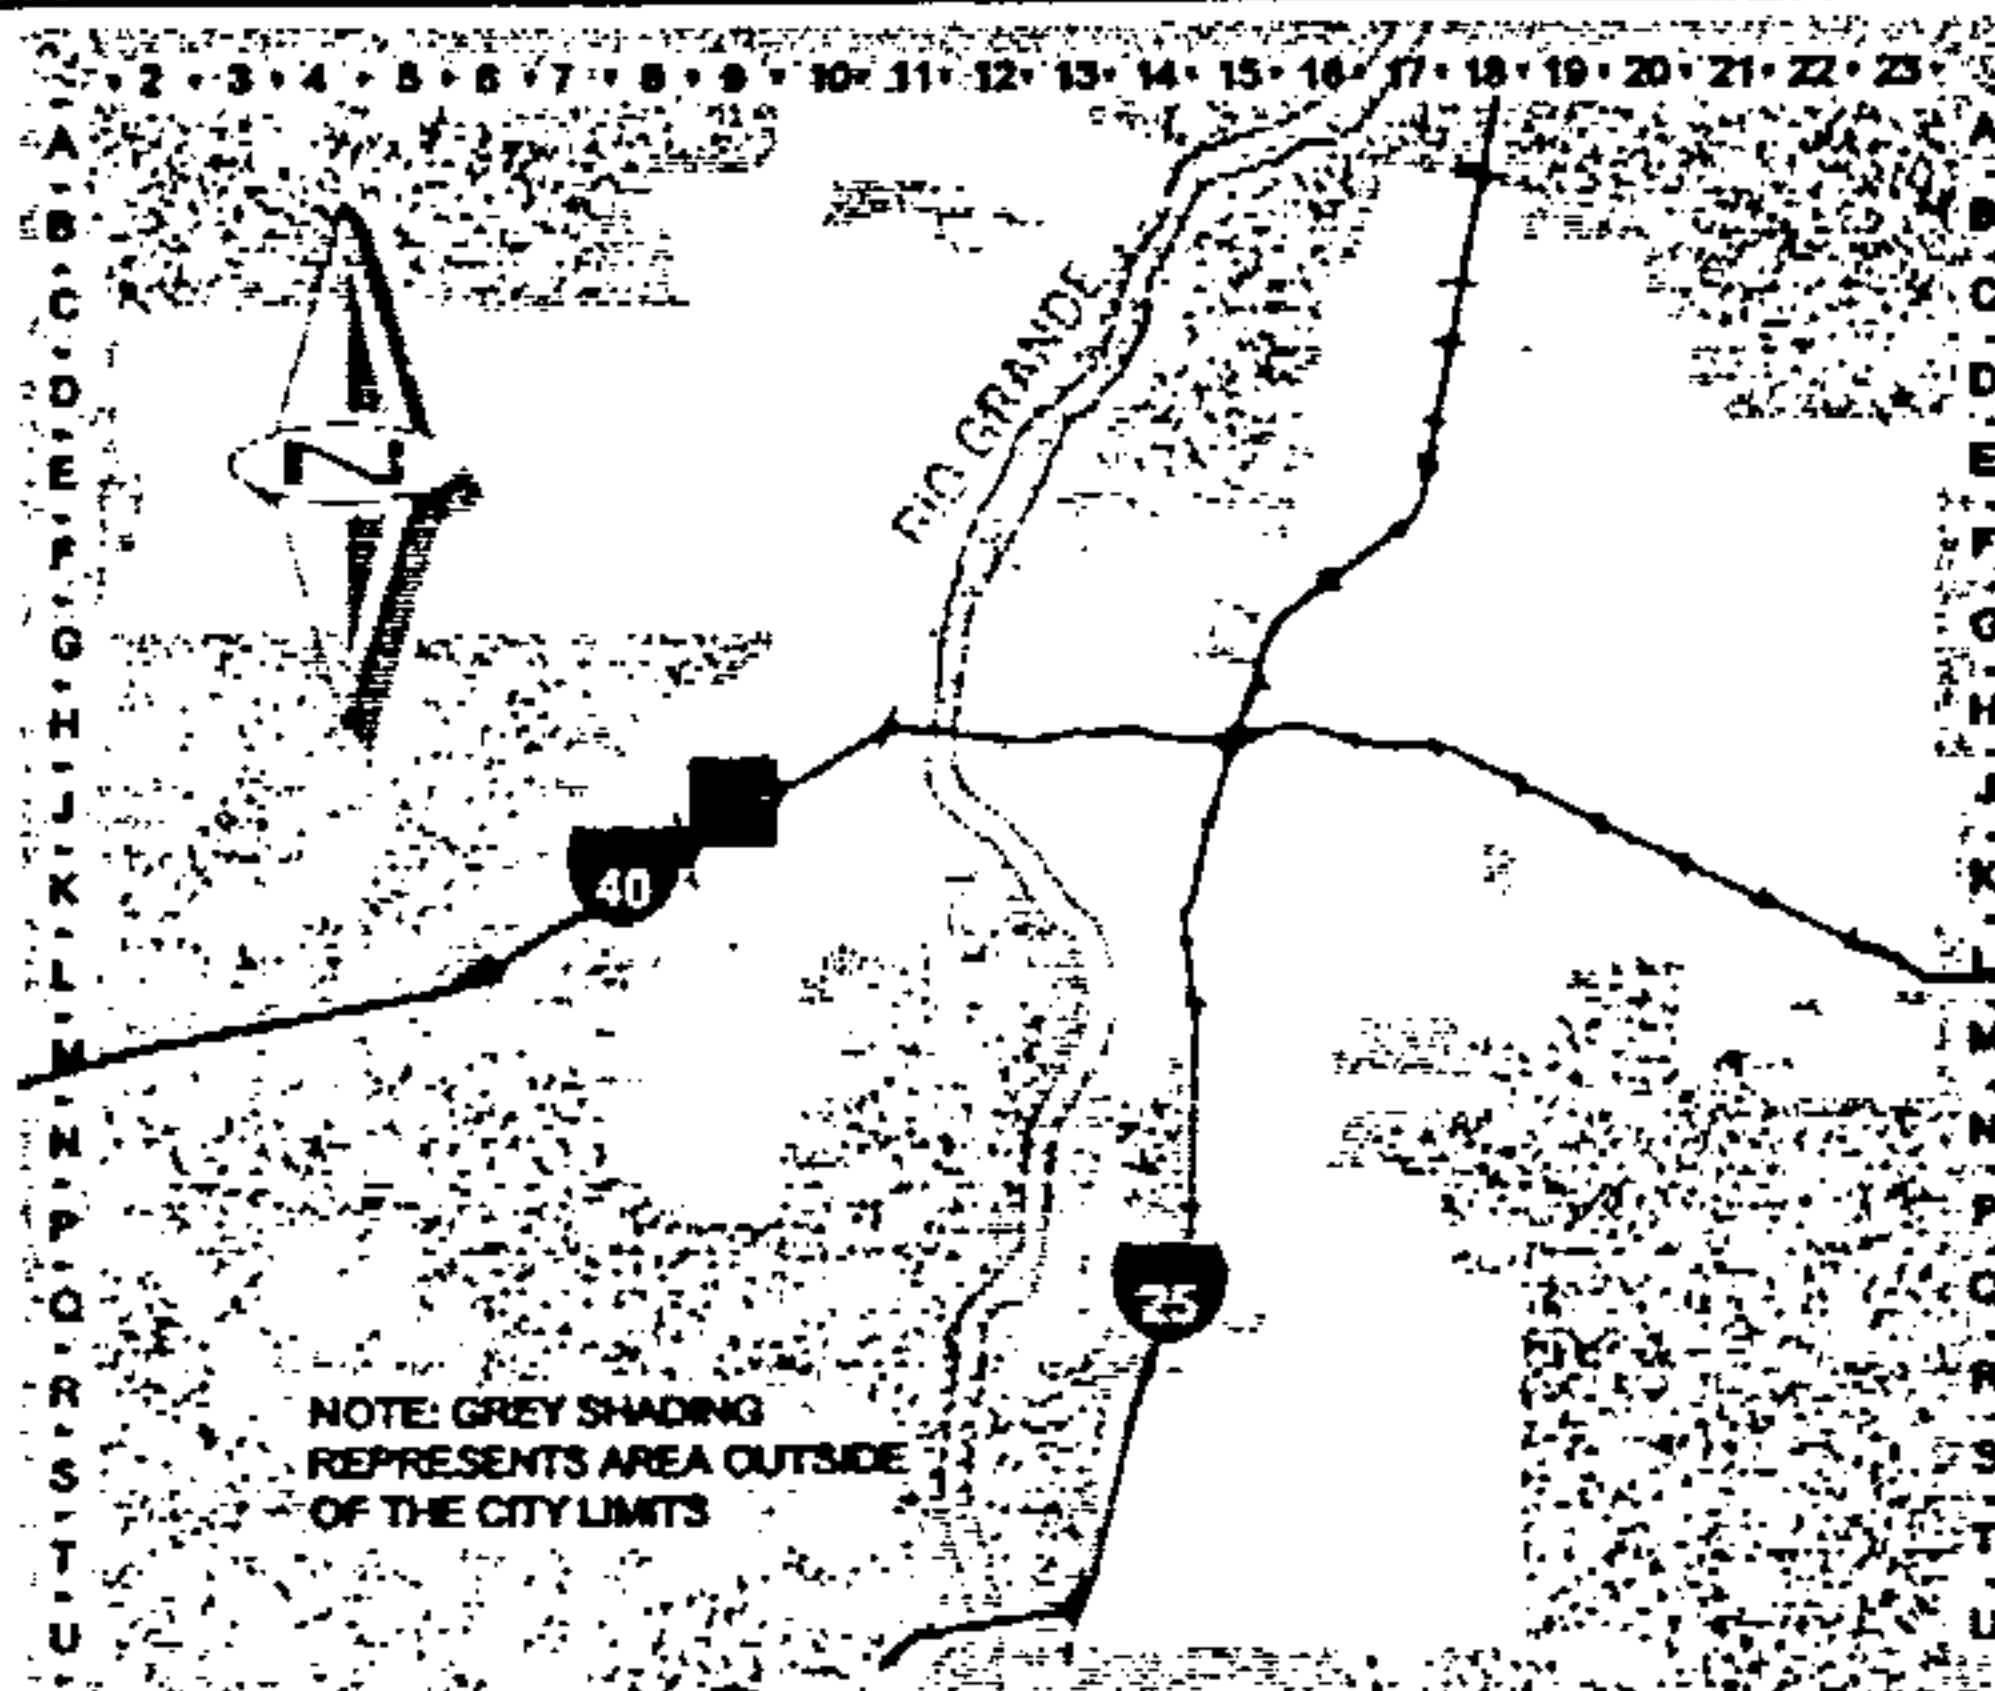 2 · 3 · 4 · 5 · 6 · 7 · 8 · 9 · 10 · 11 · 12 · 13 · 14 · 15 · 16 · 17 · 18 · 19 · 20 · 21 · 22 · 23
A A
B B
C C
D D
E E
F F
G G
H H
J J
K K
L L
M M
N N
P P
Q Q
R R
S S
T T
U U
N
RIO GRANDE
40
25
NOTE: GREY SHADING
REPRESENTS AREA OUTSIDE
OF THE CITY LIMITS